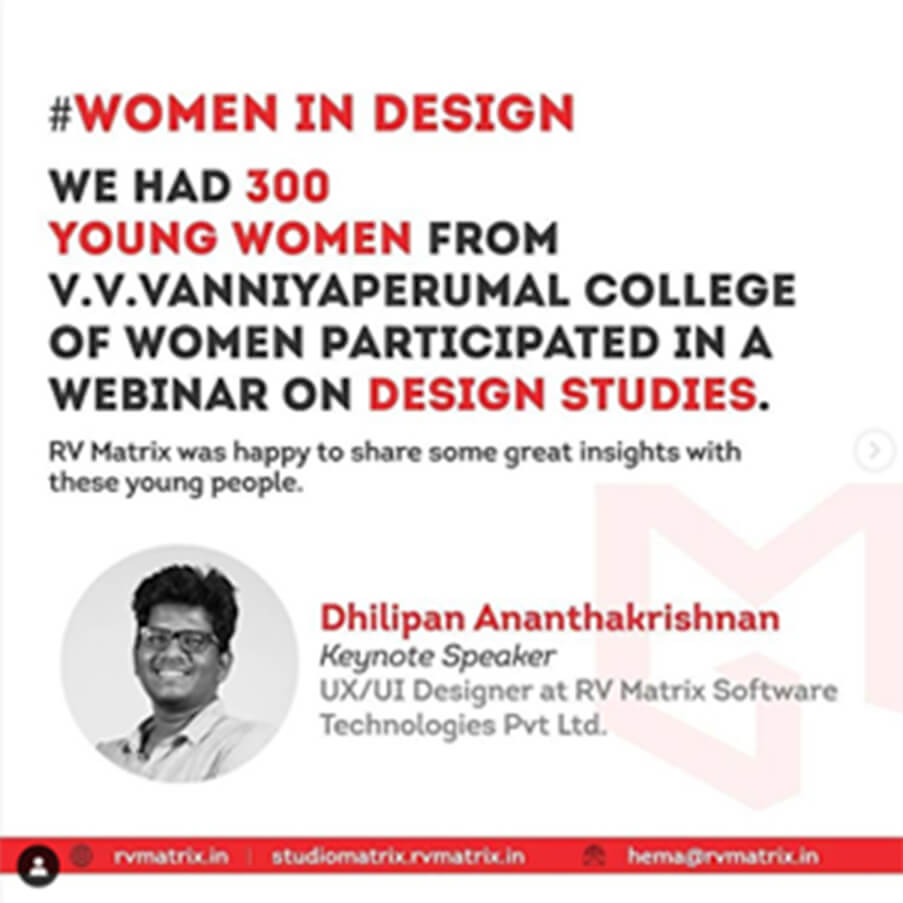 #WOMEN IN DESIGN
WE HAD 300
YOUNG WOMEN FROM
V.V.VANNIYAPERUMAL COLLEGE
OF WOMEN PARTICIPATED IN A
WEBINAR ON DESIGN STUDIES.
RV Matrix was happy to share some great insights with
these young people.
Dhilipan Ananthakrishnan
Keynote Speaker
UX/UI Designer at RV Matrix Software
Technologies Pvt Ltd.
rvmatrix.in | studiomatrix.rvmatrix.in hema@rvmatrix.in